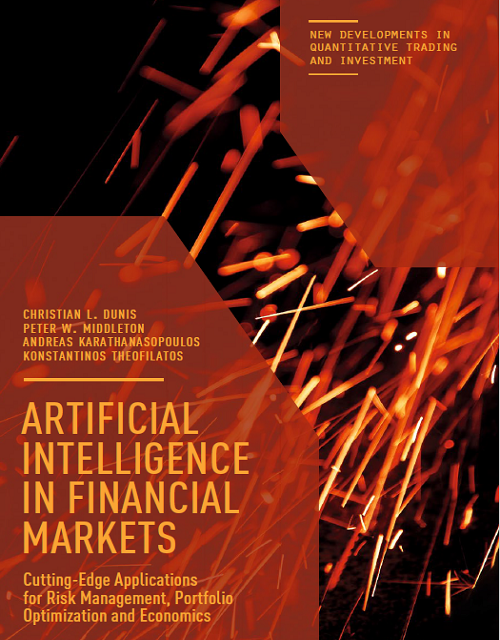 NEW DEVELOPMENTS IN
QUANTITATIVE TRADING
AND INVESTMENT
CHRISTIAN L. DUNIS
PETER W. MIDDLETON
ANDREAS KARATHANASOPOULOS
KONSTANTINOS THEOFILATOS
ARTIFICIAL
INTELLIGENCE
IN FINANCIAL
MARKETS
Cutting-Edge Applications
for Risk Management, Portfolio
Optimization and Economics